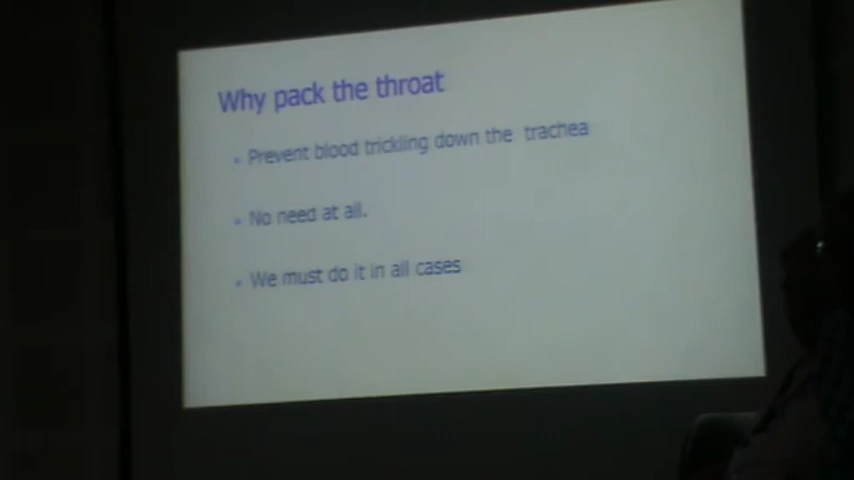 Why pack the throat
• Prevent blood trickling down the trachea
• No need at all.
• We must do it in all cases